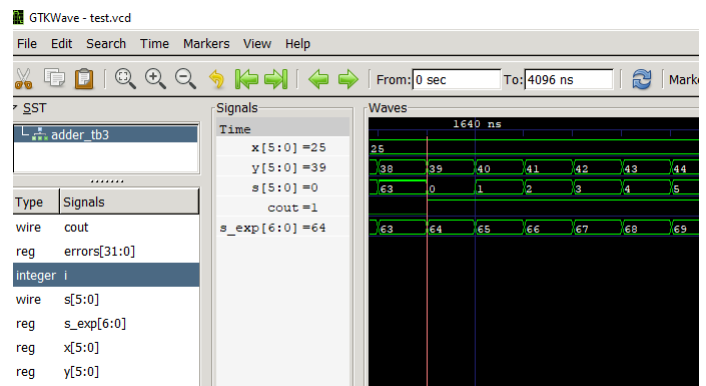 GTKWave - test.vcd
File Edit Search Time Markers View Help
From: 0 sec To: 4096 ns
SST
adder_tb3
Type Signals
wire cout
reg errors[31:0]
integer i
wire s[5:0]
reg s_exp[6:0]
reg x[5:0]
reg y[5:0]
Signals
Time
x[5:0] =25
y[5:0] =39
s[5:0] =0
cout =1
s_exp[6:0] =64
Waves
1640 ns
25
38 39 40 41 42 43 44
63 0 1 2 3 4 5
63 64 65 66 67 68 69